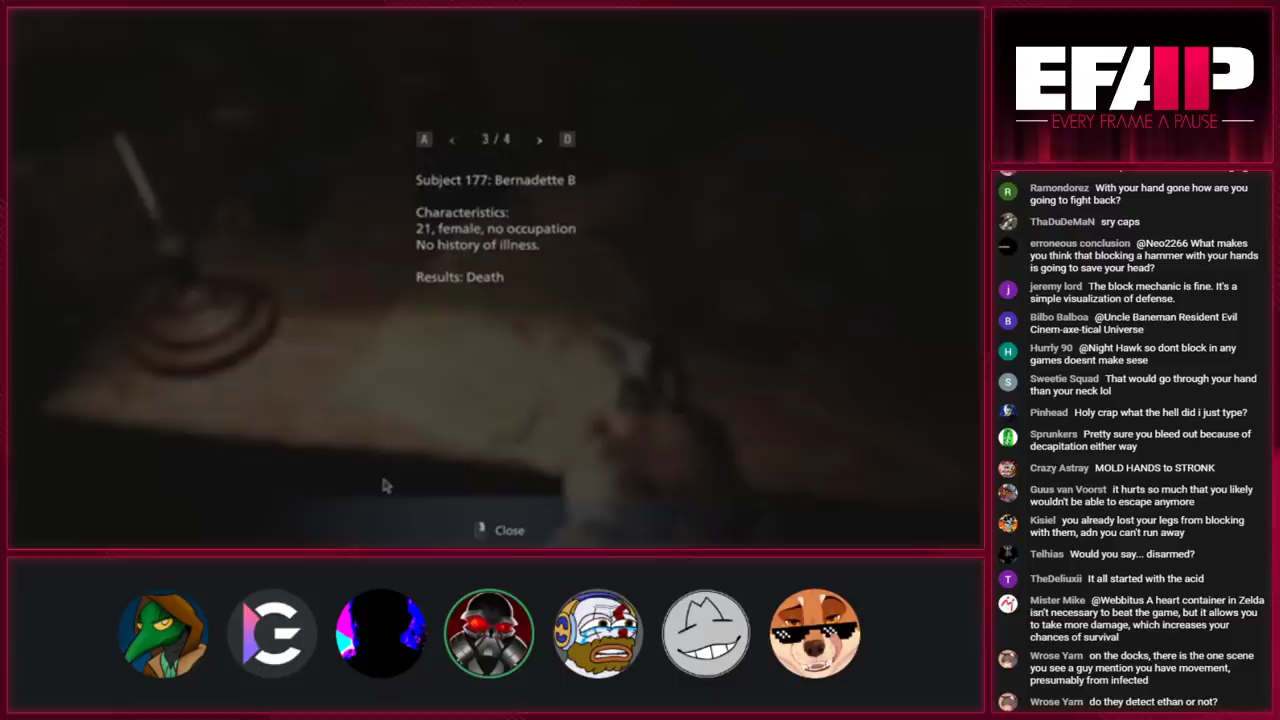 A < 3 / 4 > D
Subject 177: Bernadette B
Characteristics:
21, female, no occupation
No history of illness.
Results: Death
Close
EFAP
EVERY FRAME A PAUSE
Ramondorez With your hand gone how are you
going to fight back?
ThaDuDeMaN sry caps
erroneous conclusion @Neo2266 What makes
you think that blocking a hammer with your hands
is going to save your head?
jeremy lord The block mechanic is fine. It's a
simple visualization of defense.
Bilbo Balboa @Uncle Baneman Resident Evil
Cinem-axe-tical Universe
Hurrly 90 @Night Hawk so dont block in any
games doesnt make sese
Sweetie Squad That would go through your hand
than your neck lol
Pinhead Holy crap what the hell did i just type?
Sprunkers Pretty sure you bleed out because of
decapitation either way
Crazy Astray MOLD HANDS to STRONK
Guus van Voorst it hurts so much that you likely
wouldn't be able to escape anymore
Kisiel you already lost your legs from blocking
with them, adn you can't run away
Telhias Would you say... disarmed?
TheDeliuxii It all started with the acid
Mister Mike @Webbitus A heart container in Zelda
isn't necessary to beat the game, but it allows you
to take more damage, which increases your
chances of survival
Wrose Yarn on the docks, there is the one scene
you see a guy mention you have movement,
presumably from infected
Wrose Yarn do they detect ethan or not?